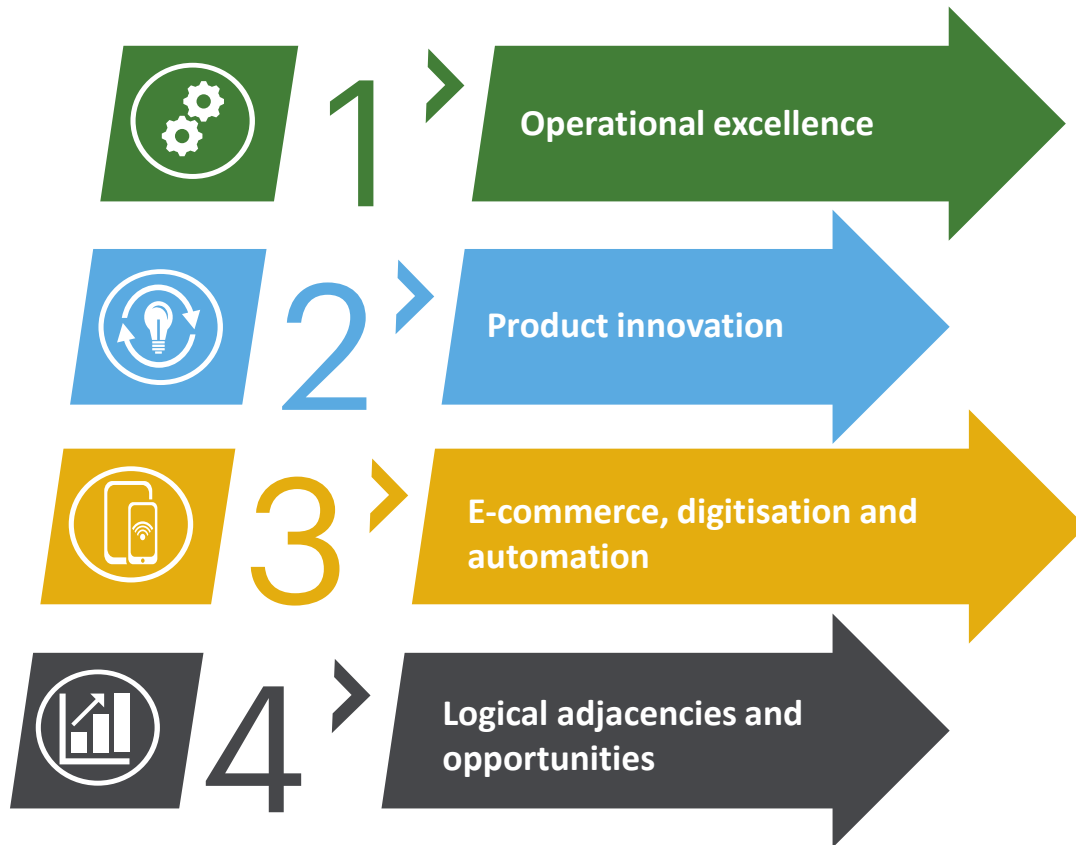 1
Operational excellence
2
Product innovation
3
E-commerce, digitisation and
automation
4
Logical adjacencies and
opportunities